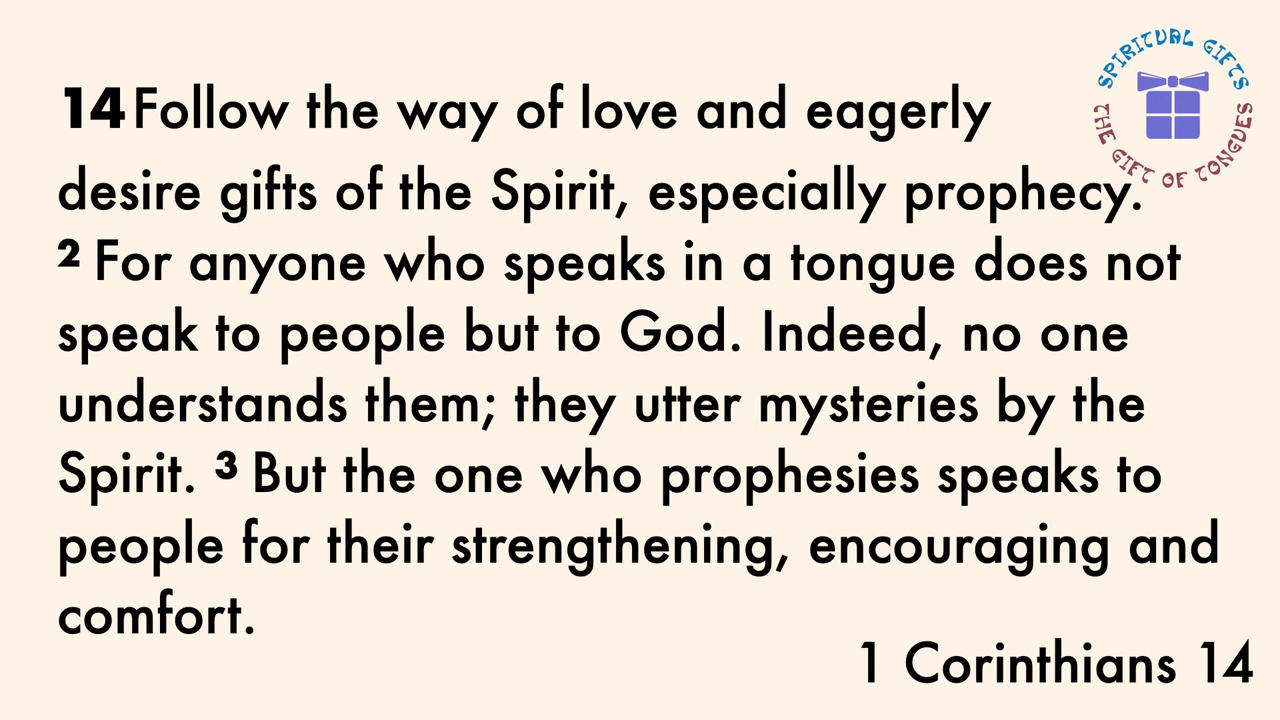 SPIRITUAL GIFTS
THE GIFT OF TONGUES
14 Follow the way of love and eagerly
desire gifts of the Spirit, especially prophecy.
² For anyone who speaks in a tongue does not
speak to people but to God. Indeed, no one
understands them; they utter mysteries by the
Spirit. ³ But the one who prophesies speaks to
people for their strengthening, encouraging and
comfort.
1 Corinthians 14